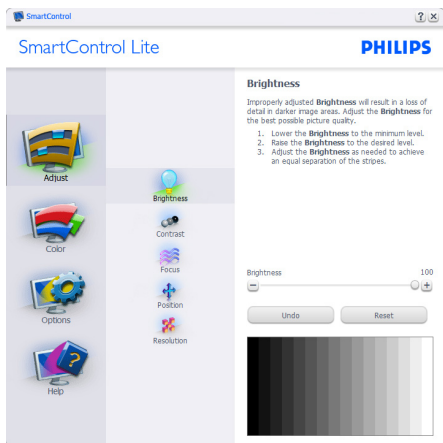 SmartControl
? x
SmartControl Lite
PHILIPS
Adjust
Color
Options
Help
Brightness
Contrast
Focus
Position
Resolution
Brightness
Improperly adjusted Brightness will result in a loss of
detail in darker image areas. Adjust the Brightness for
the best possible picture quality.
1. Lower the Brightness to the minimum level.
2. Raise the Brightness to the desired level.
3. Adjust the Brightness as needed to achieve
an equal separation of the stripes.
Brightness 100
Undo Reset